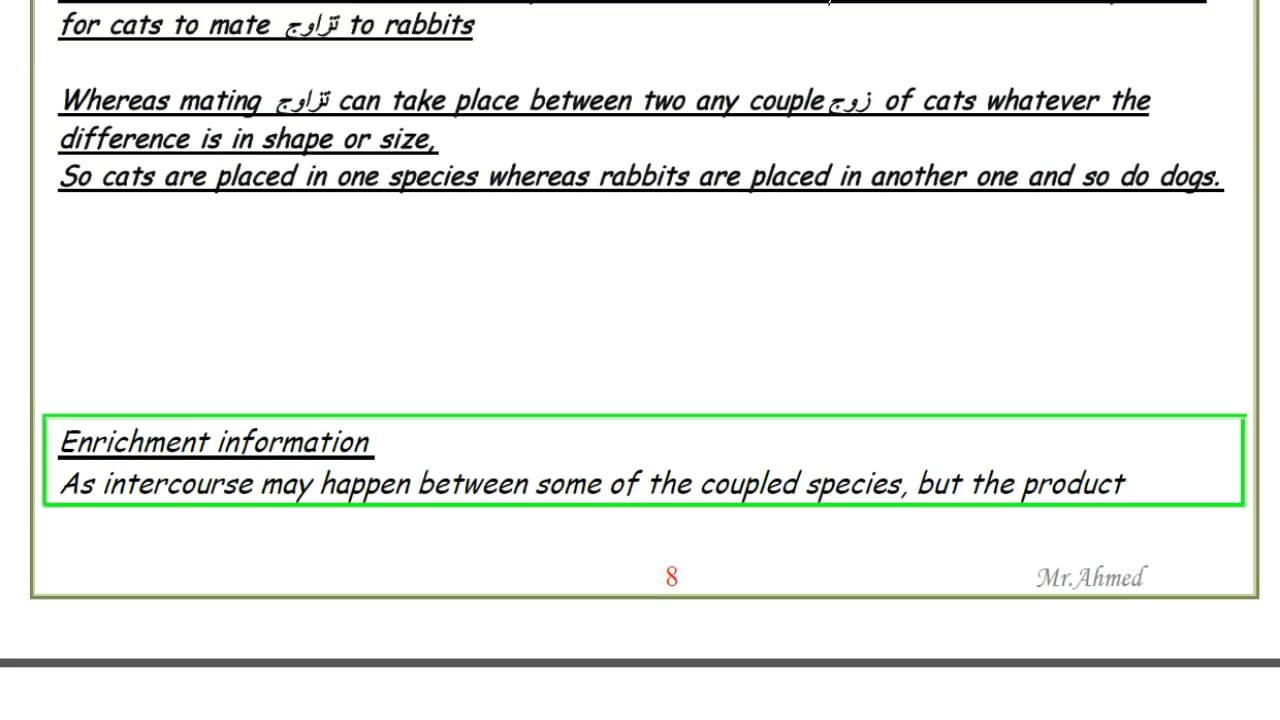 for cats to mate تزاوج to rabbits
Whereas mating تزاوج can take place between two any couple زوج of cats whatever the
difference is in shape or size,
So cats are placed in one species whereas rabbits are placed in another one and so do dogs.
Enrichment information
As intercourse may happen between some of the coupled species, but the product
8
Mr.Ahmed